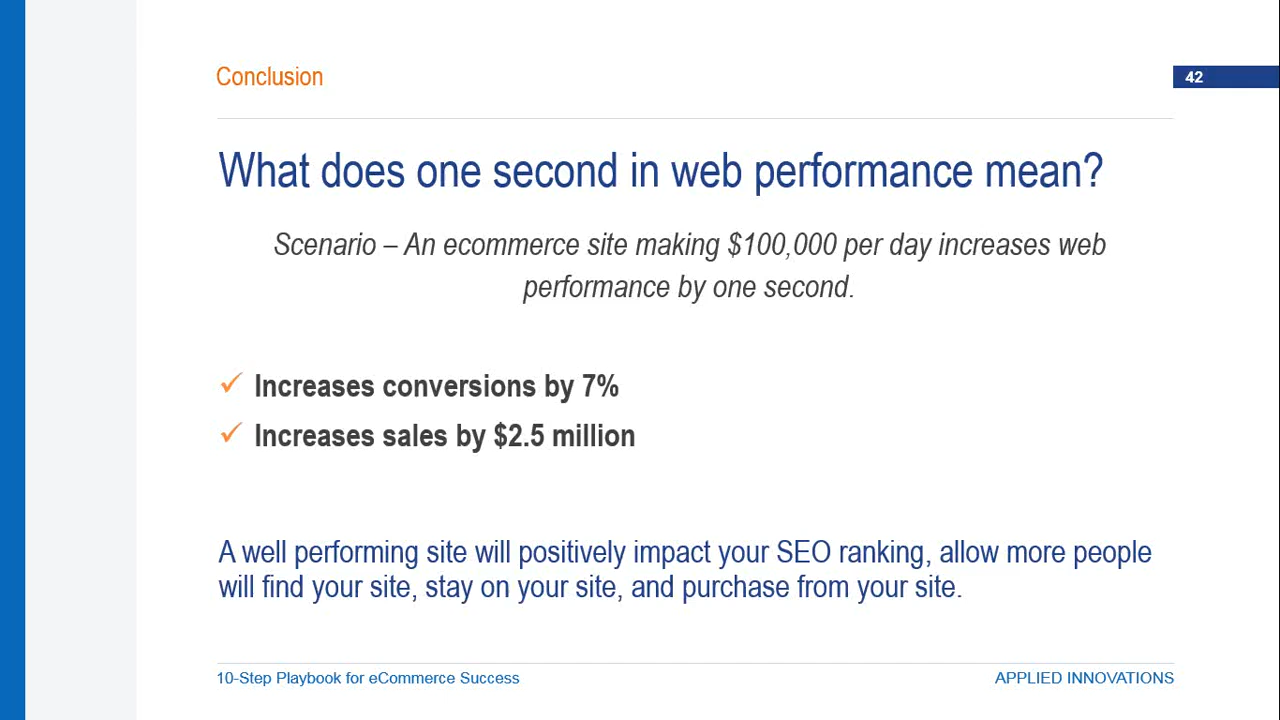 Conclusion
42
What does one second in web performance mean?
Scenario – An ecommerce site making $100,000 per day increases web
performance by one second.
✓ Increases conversions by 7%
✓ Increases sales by $2.5 million
A well performing site will positively impact your SEO ranking, allow more people
will find your site, stay on your site, and purchase from your site.
10-Step Playbook for eCommerce Success
APPLIED INNOVATIONS